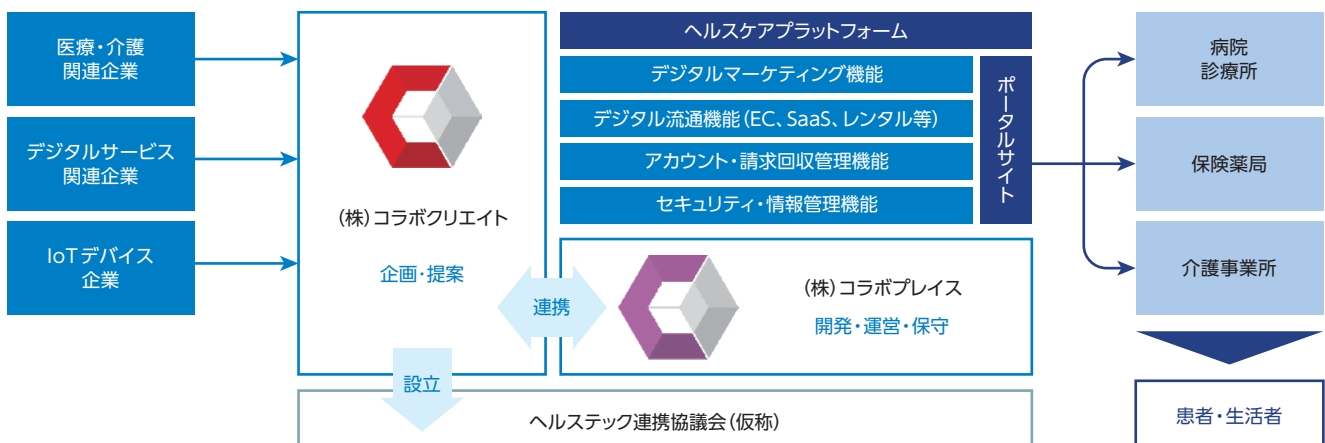 医療・介護
関連企業
デジタルサービス
関連企業
IoTデバイス
企業
(株)コラボクリエイト
企画・提案
連携
設立
ヘルスケアプラットフォーム
デジタルマーケティング機能
デジタル流通機能(EC、SaaS、レンタル等)
アカウント・請求回収管理機能
セキュリティ・情報管理機能
ポータルサイト
(株)コラボプレイス
開発・運営・保守
ヘルステック連携協議会(仮称)
病院
診療所
保険薬局
介護事業所
患者・生活者